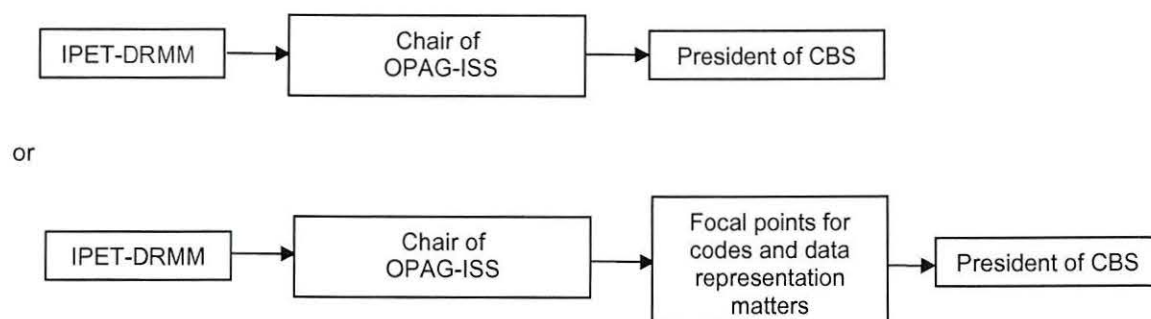 IPET-DRMM
Chair of
OPAG-ISS
President of CBS
or
IPET-DRMM
Chair of
OPAG-ISS
Focal points for
codes and data
representation
matters
President of CBS